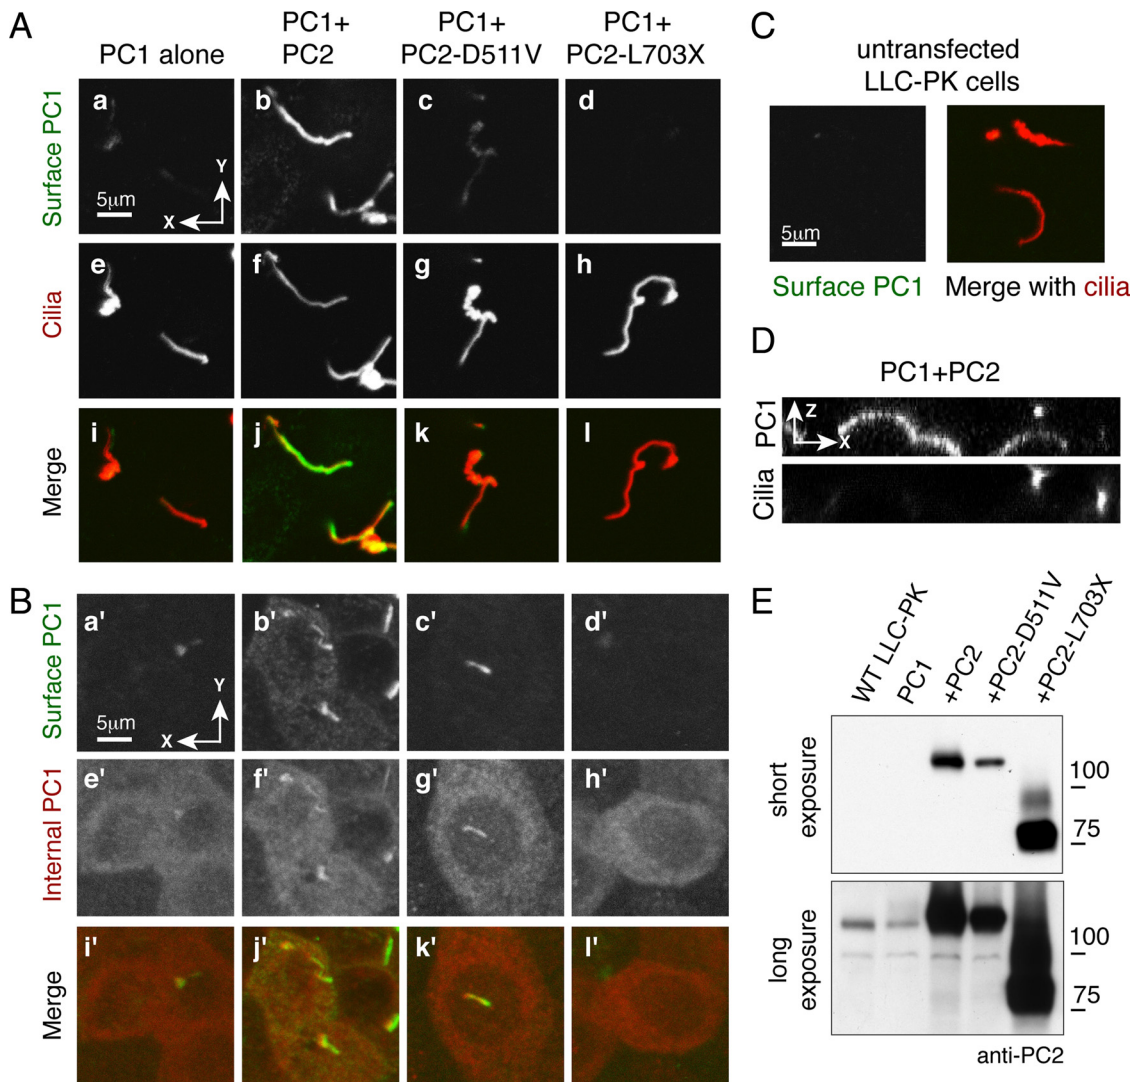 A
PC1 alone
PC1+
PC2
PC1+
PC2-D511V
PC1+
PC2-L703X
Surface PC1
a
Y
X
5μm
b
c
d
Cilia
e
f
g
h
Merge
i
j
k
l
B
Surface PC1
a'
Y
X
5μm
b'
c'
d'
Internal PC1
e'
f'
g'
h'
Merge
i'
j'
k'
l'
C
untransfected
LLC-PK cells
5μm
Surface PC1
Merge with cilia
D
PC1+PC2
PC1
Z
X
Cilia
E
WT LLC-PK
PC1
+PC2
+PC2-D511V
+PC2-L703X
short
exposure
100
75
long
exposure
100
75
anti-PC2